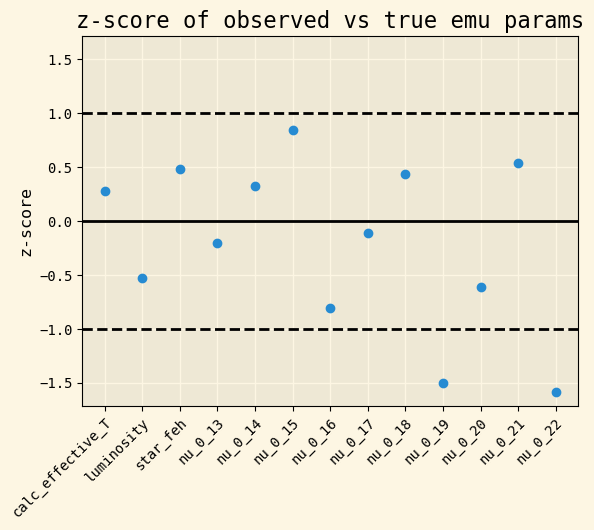 z-score of observed vs true emu params
z-score
1.5
1.0
0.5
0.0
−0.5
−1.0
−1.5
calc_effective_T
luminosity
star_feh
nu_0_13
nu_0_14
nu_0_15
nu_0_16
nu_0_17
nu_0_18
nu_0_19
nu_0_20
nu_0_21
nu_0_22